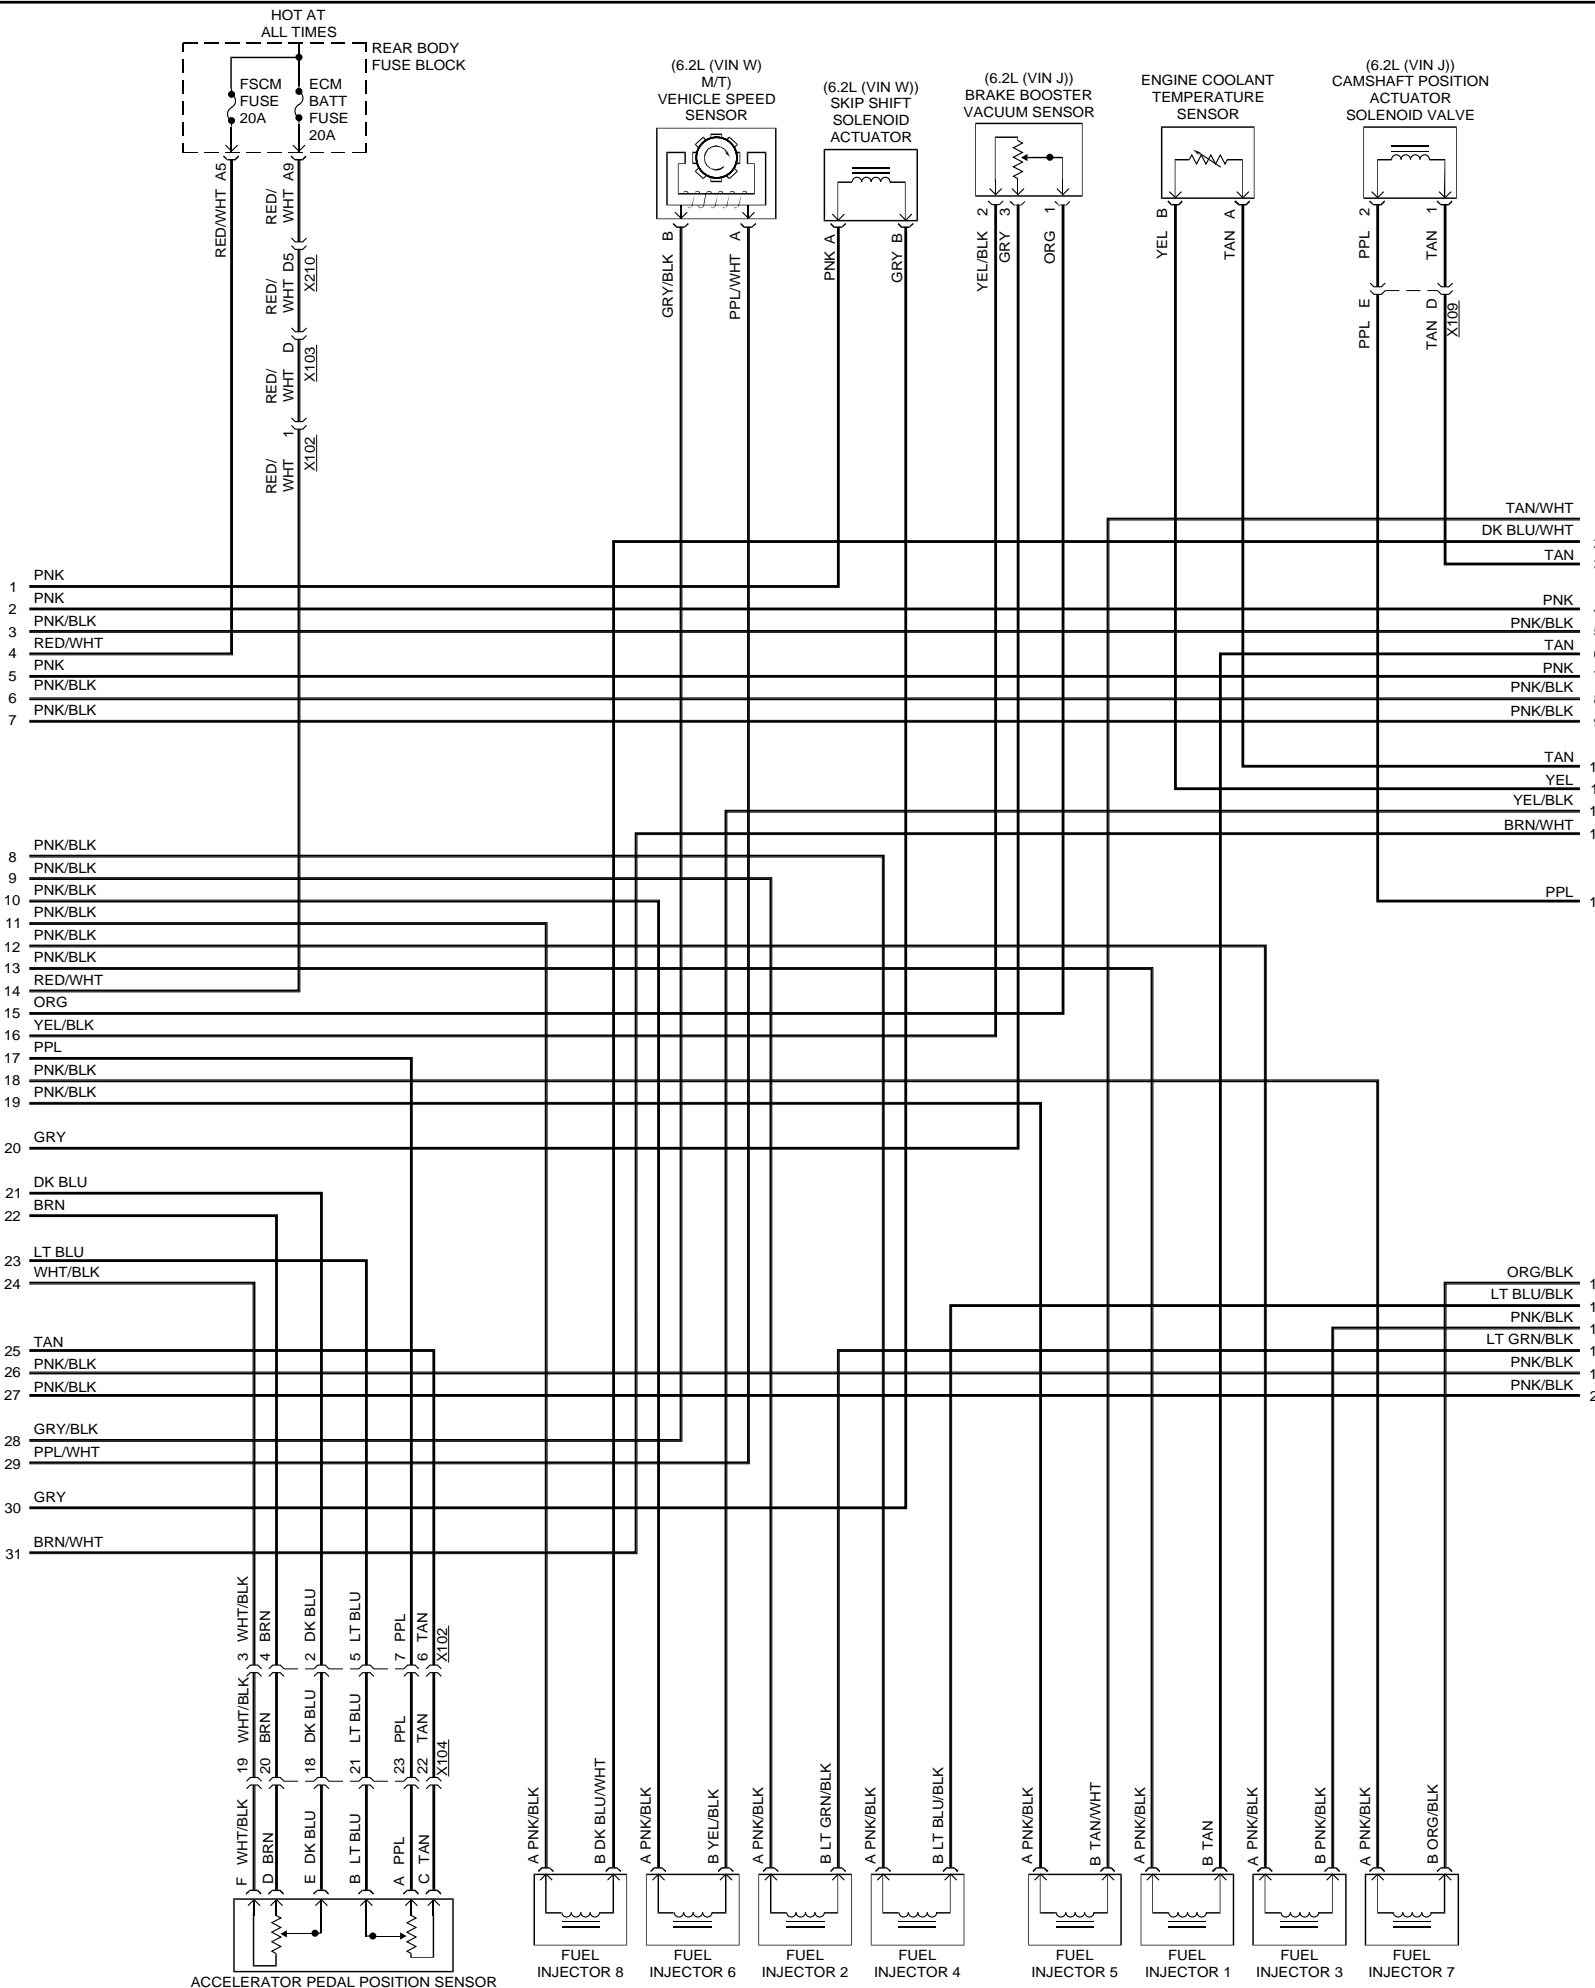 HOT AT
ALL TIMES
REAR BODY
FUSE BLOCK
FSCM
FUSE
20A
ECM
BATT
FUSE
20A
(6.2L (VIN W)
M/T)
VEHICLE SPEED
SENSOR
(6.2L (VIN W))
SKIP SHIFT
SOLENOID
ACTUATOR
(6.2L (VIN J))
BRAKE BOOSTER
VACUUM SENSOR
ENGINE COOLANT
TEMPERATURE
SENSOR
(6.2L (VIN J))
CAMSHAFT POSITION
ACTUATOR
SOLENOID VALVE
RED/WHT A5
RED/
WHT A9
RED/
WHT D5
X210
RED/
WHT D
X103
RED/
WHT 1
X102
GRY/BLK B
PPL/WHT A
PNK A
GRY B
YEL/BLK 2
GRY 3
ORG 1
YEL B
TAN A
PPL 2
TAN 1
PPL E
TAN D
X109
TAN/WHT
DK BLU/WHT
TAN
PNK
PNK/BLK
TAN
PNK
PNK/BLK
PNK/BLK
TAN 1
YEL 1
YEL/BLK 1
BRN/WHT 1
PPL 1
ORG/BLK 1
LT BLU/BLK 1
PNK/BLK 1
LT GRN/BLK 1
PNK/BLK 1
PNK/BLK 2
1 PNK
2 PNK
3 PNK/BLK
4 RED/WHT
5 PNK
6 PNK/BLK
7 PNK/BLK
8 PNK/BLK
9 PNK/BLK
10 PNK/BLK
11 PNK/BLK
12 PNK/BLK
13 PNK/BLK
14 RED/WHT
15 ORG
16 YEL/BLK
17 PPL
18 PNK/BLK
19 PNK/BLK
20 GRY
21 DK BLU
22 BRN
23 LT BLU
24 WHT/BLK
25 TAN
26 PNK/BLK
27 PNK/BLK
28 GRY/BLK
29 PPL/WHT
30 GRY
31 BRN/WHT
3 WHT/BLK
4 BRN
2 DK BLU
5 LT BLU
7 PPL
6 TAN
X102
19 WHT/BLK
20 BRN
18 DK BLU
21 LT BLU
23 PPL
22 TAN
X104
F WHT/BLK
D BRN
E DK BLU
B LT BLU
A PPL
C TAN
A PNK/BLK
B DK BLU/WHT
A PNK/BLK
B YEL/BLK
A PNK/BLK
B LT GRN/BLK
A PNK/BLK
B LT BLU/BLK
A PNK/BLK
B TAN/WHT
A PNK/BLK
B TAN
A PNK/BLK
B PNK/BLK
A PNK/BLK
B ORG/BLK
ACCELERATOR PEDAL POSITION SENSOR
FUEL
INJECTOR 8
FUEL
INJECTOR 6
FUEL
INJECTOR 2
FUEL
INJECTOR 4
FUEL
INJECTOR 5
FUEL
INJECTOR 1
FUEL
INJECTOR 3
FUEL
INJECTOR 7